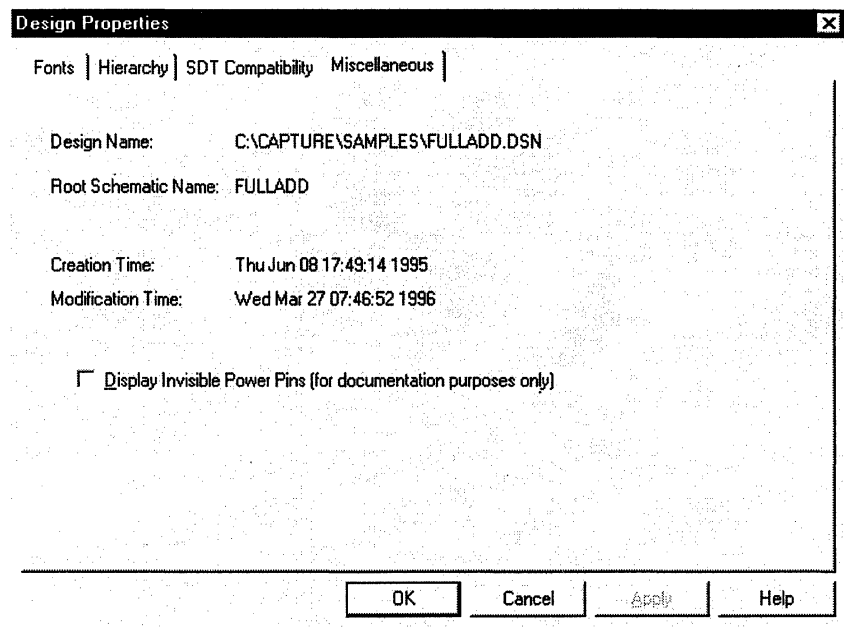 Design Properties
Fonts Hierarchy SDT Compatibility Miscellaneous
Design Name: C:\CAPTURE\SAMPLES\FULLADD.DSN
Root Schematic Name: FULLADD
Creation Time: Thu Jun 08 17:49:14 1995
Modification Time: Wed Mar 27 07:46:52 1996
Display Invisible Power Pins (for documentation purposes only)
OK Cancel Apply Help